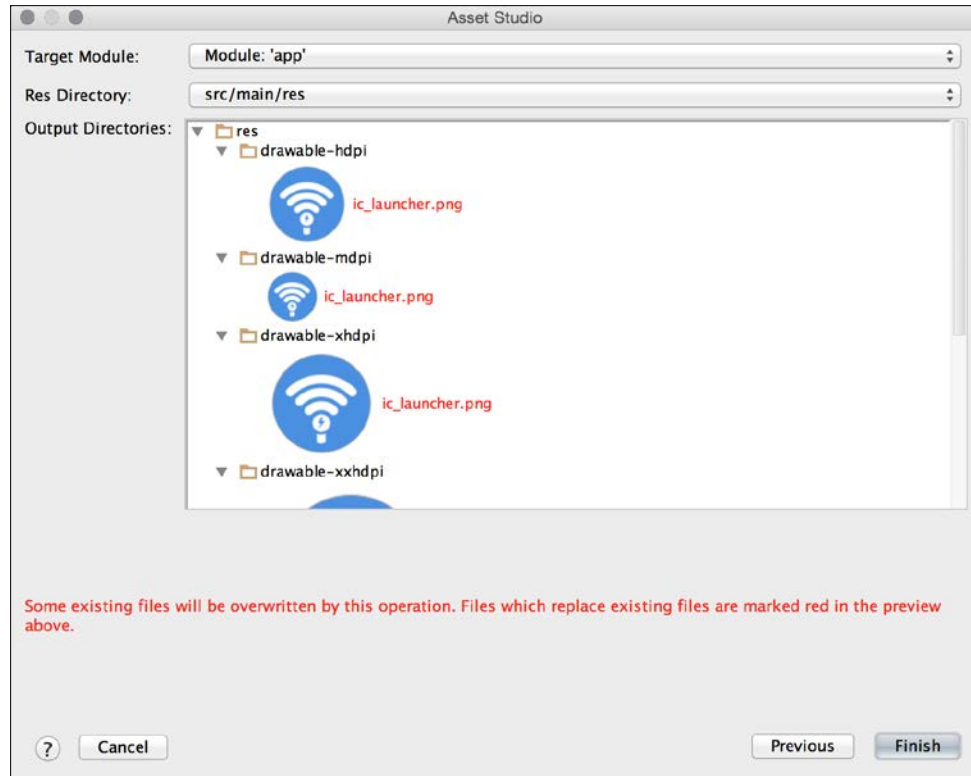 Asset Studio
Target Module:
Module: 'app'
Res Directory:
src/main/res
Output Directories:
res
drawable-hdpi
ic_launcher.png
drawable-mdpi
ic_launcher.png
drawable-xhdpi
ic_launcher.png
drawable-xxhdpi
Some existing files will be overwritten by this operation. Files which replace existing files are marked red in the preview
above.
?
Cancel
Previous
Finish